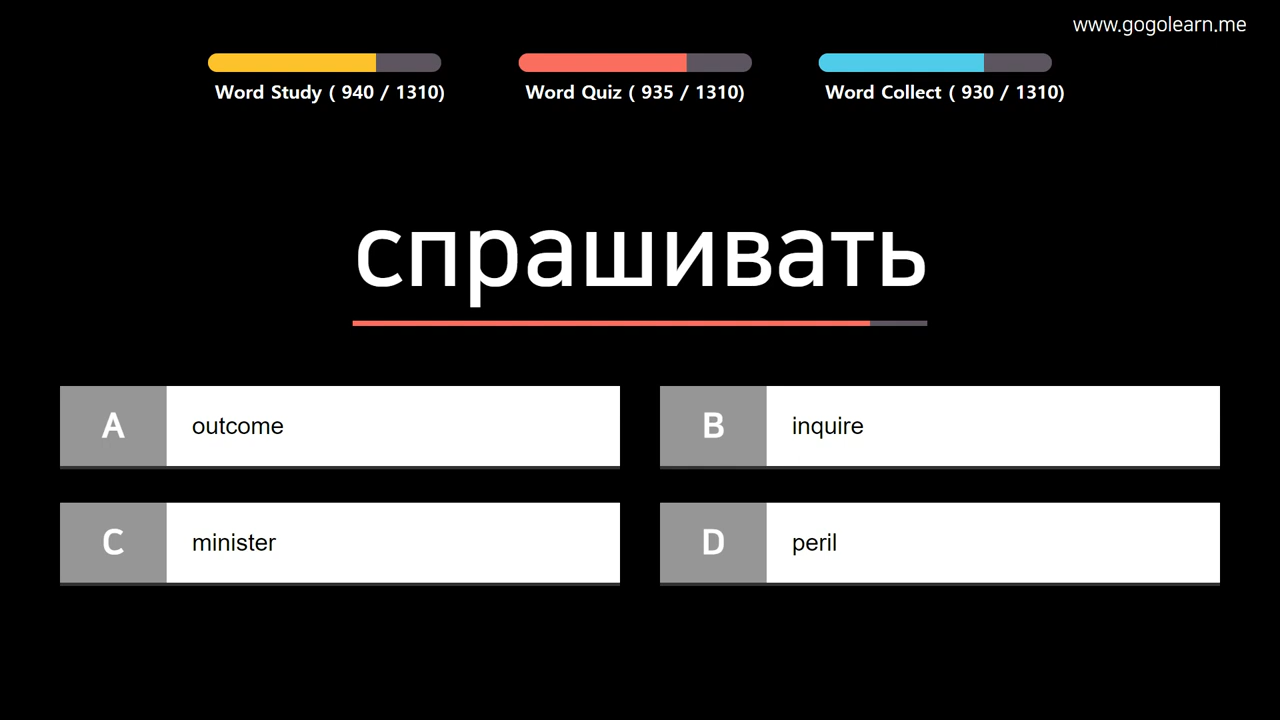 www.gogolearn.me
Word Study ( 940 / 1310)
Word Quiz ( 935 / 1310)
Word Collect ( 930 / 1310)
спрашивать
A outcome
B inquire
C minister
D peril